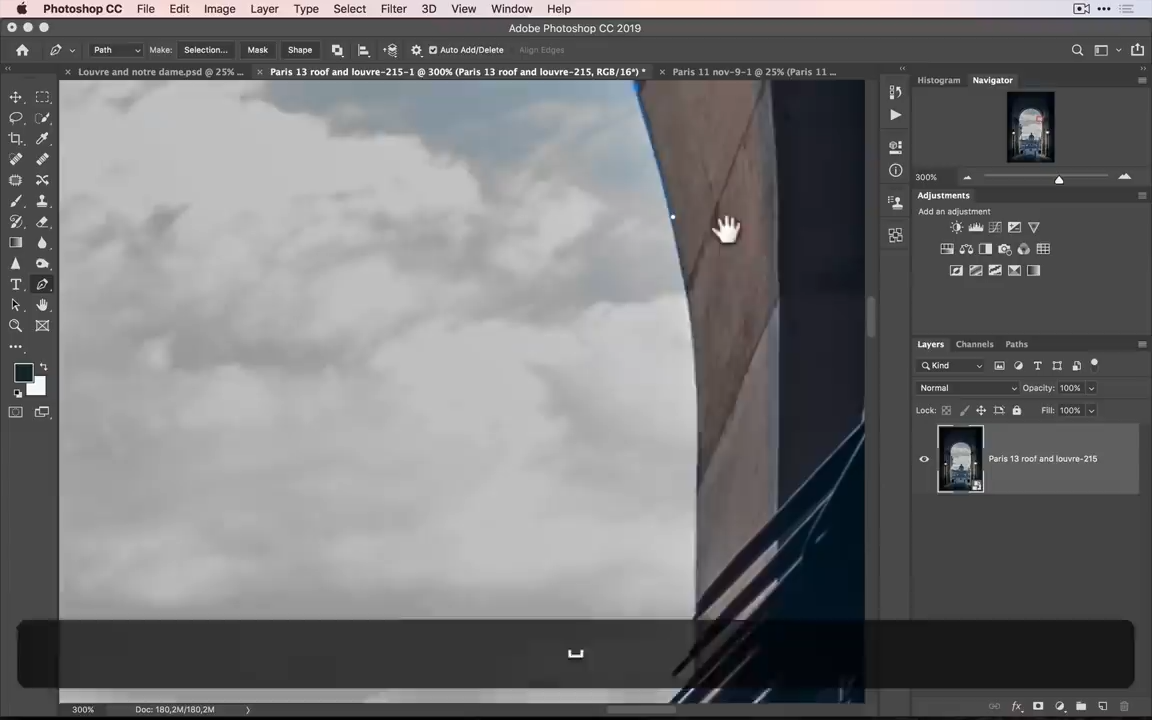 Photoshop CC File Edit Image Layer Type Select Filter 3D View Window Help
Adobe Photoshop CC 2019
Path Make: Selection... Mask Shape Auto Add/Delete Align Edges
Louvre and notre dame.psd @ 25% ... Paris 13 roof and louvre-215-1 @ 300% (Paris 13 roof and louvre-215, RGB/16*) * Paris 11 nov-9-1 @ 25% (Paris 11 ...
Histogram Navigator
300%
Adjustments
Add an adjustment
Layers Channels Paths
Kind
Normal Opacity: 100%
Lock: Fill: 100%
Paris 13 roof and louvre-215
300% Doc: 180,2M/180,2M